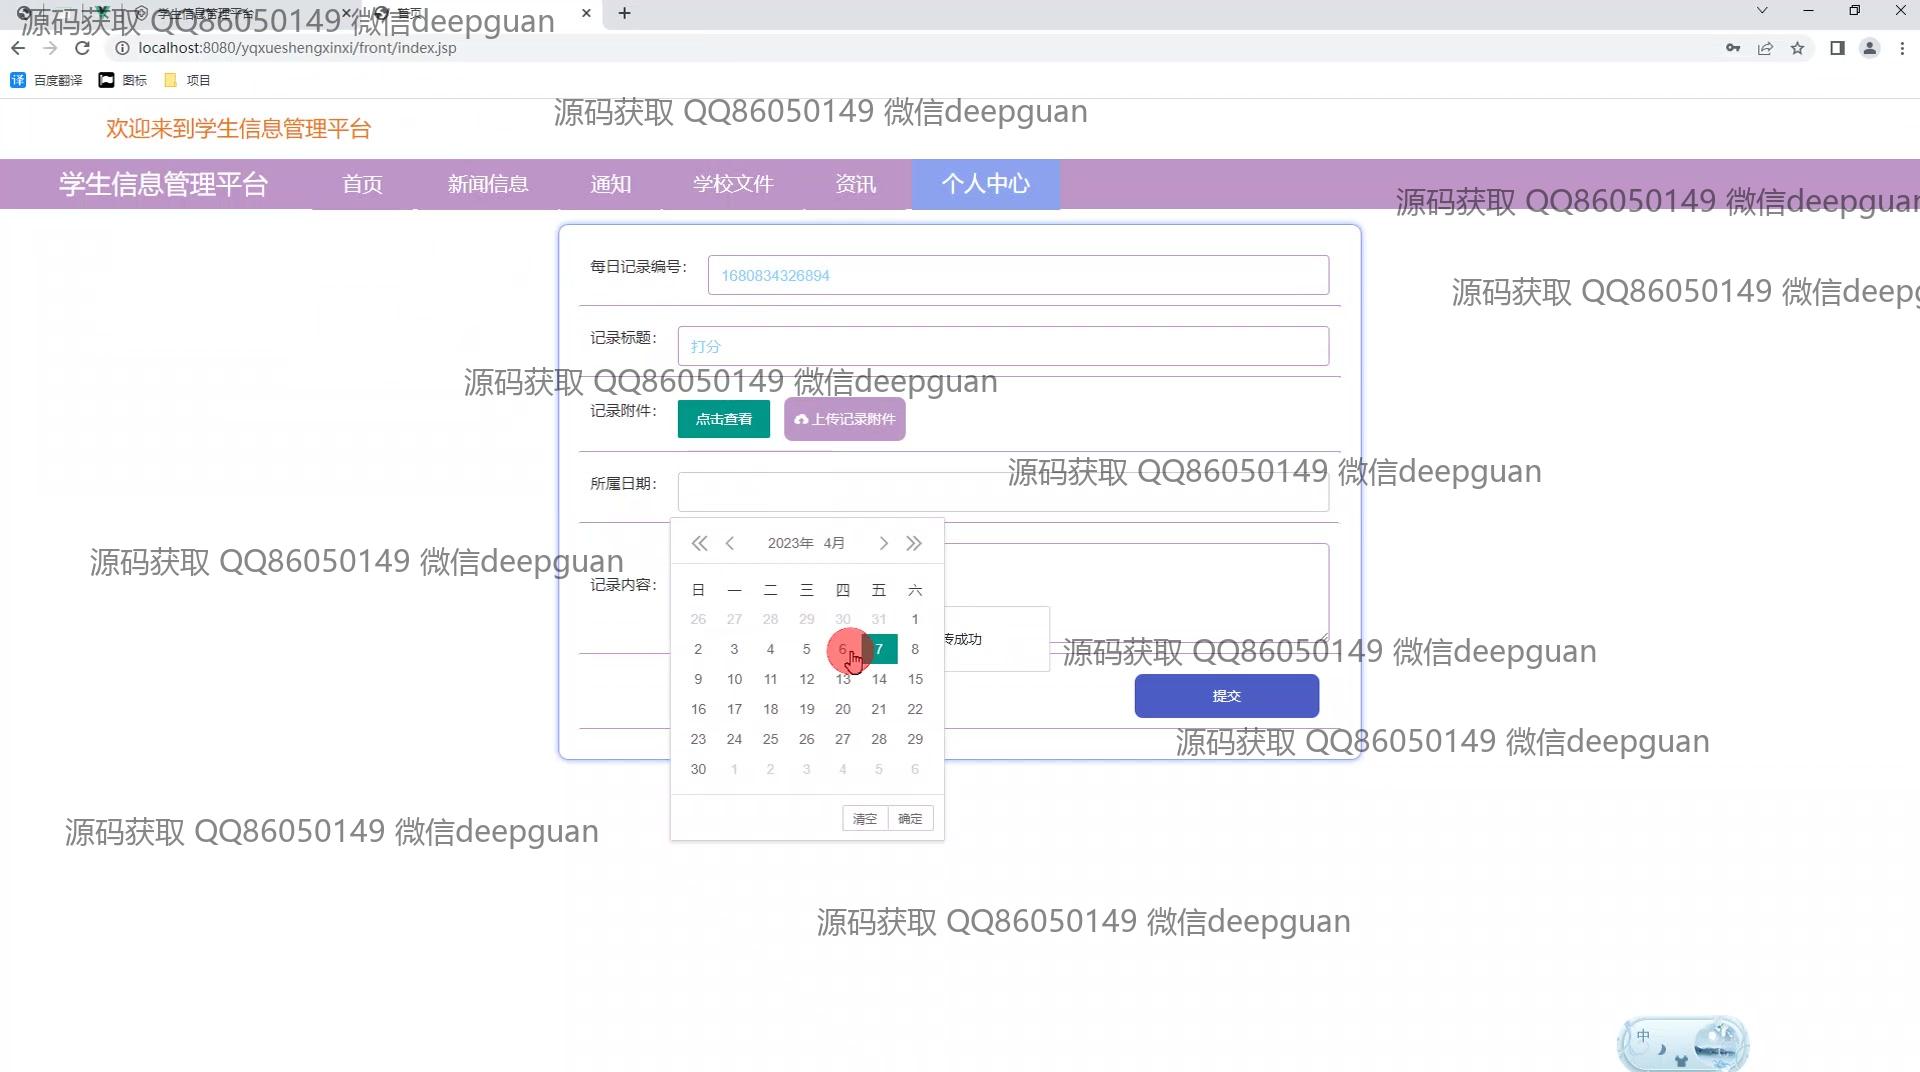 源码获取 QQ86050149 微信deepguan
学生信息管理平台
首页
localhost:8080/yqxueshengxinxi/front/index.jsp
百度翻译 图标 项目
源码获取 QQ86050149 微信deepguan
欢迎来到学生信息管理平台
学生信息管理平台 首页 新闻信息 通知 学校文件 资讯 个人中心
源码获取 QQ86050149 微信deepguan
每日记录编号: 1680834326894
源码获取 QQ86050149 微信deepg
记录标题: 打分
源码获取 QQ86050149 微信deepguan
记录附件: 点击查看 上传记录附件
源码获取 QQ86050149 微信deepguan
所属日期:
2023年 4月
源码获取 QQ86050149 微信deepguan
记录内容:
日 一 二 三 四 五 六
26 27 28 29 30 31 1
传成功
2 3 4 5 6 7 8
源码获取 QQ86050149 微信deepguan
9 10 11 12 13 14 15
提交
16 17 18 19 20 21 22
23 24 25 26 27 28 29
源码获取 QQ86050149 微信deepguan
30 1 2 3 4 5 6
清空 确定
源码获取 QQ86050149 微信deepguan
源码获取 QQ86050149 微信deepguan
中